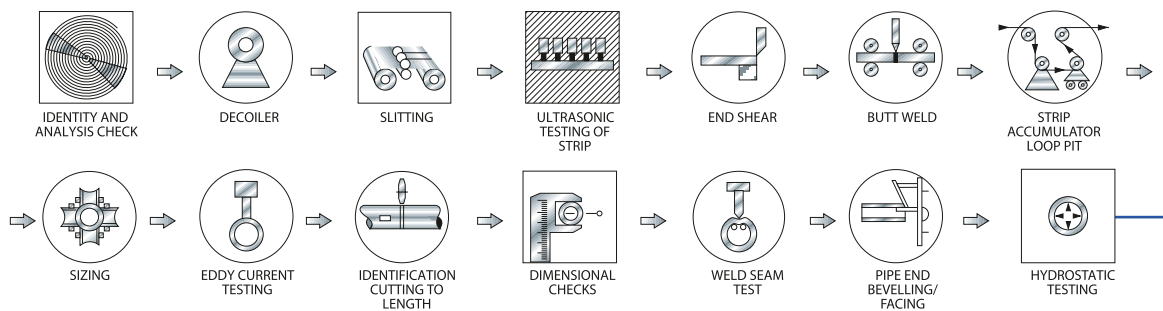 IDENTITY AND
ANALYSIS CHECK
DECOILER
SLITTING
ULTRASONIC
TESTING OF
STRIP
END SHEAR
BUTT WELD
STRIP
ACCUMULATOR
LOOP PIT
SIZING
EDDY CURRENT
TESTING
IDENTIFICATION
CUTTING TO
LENGTH
DIMENSIONAL
CHECKS
WELD SEAM
TEST
PIPE END
BEVELLING/
FACING
HYDROSTATIC
TESTING